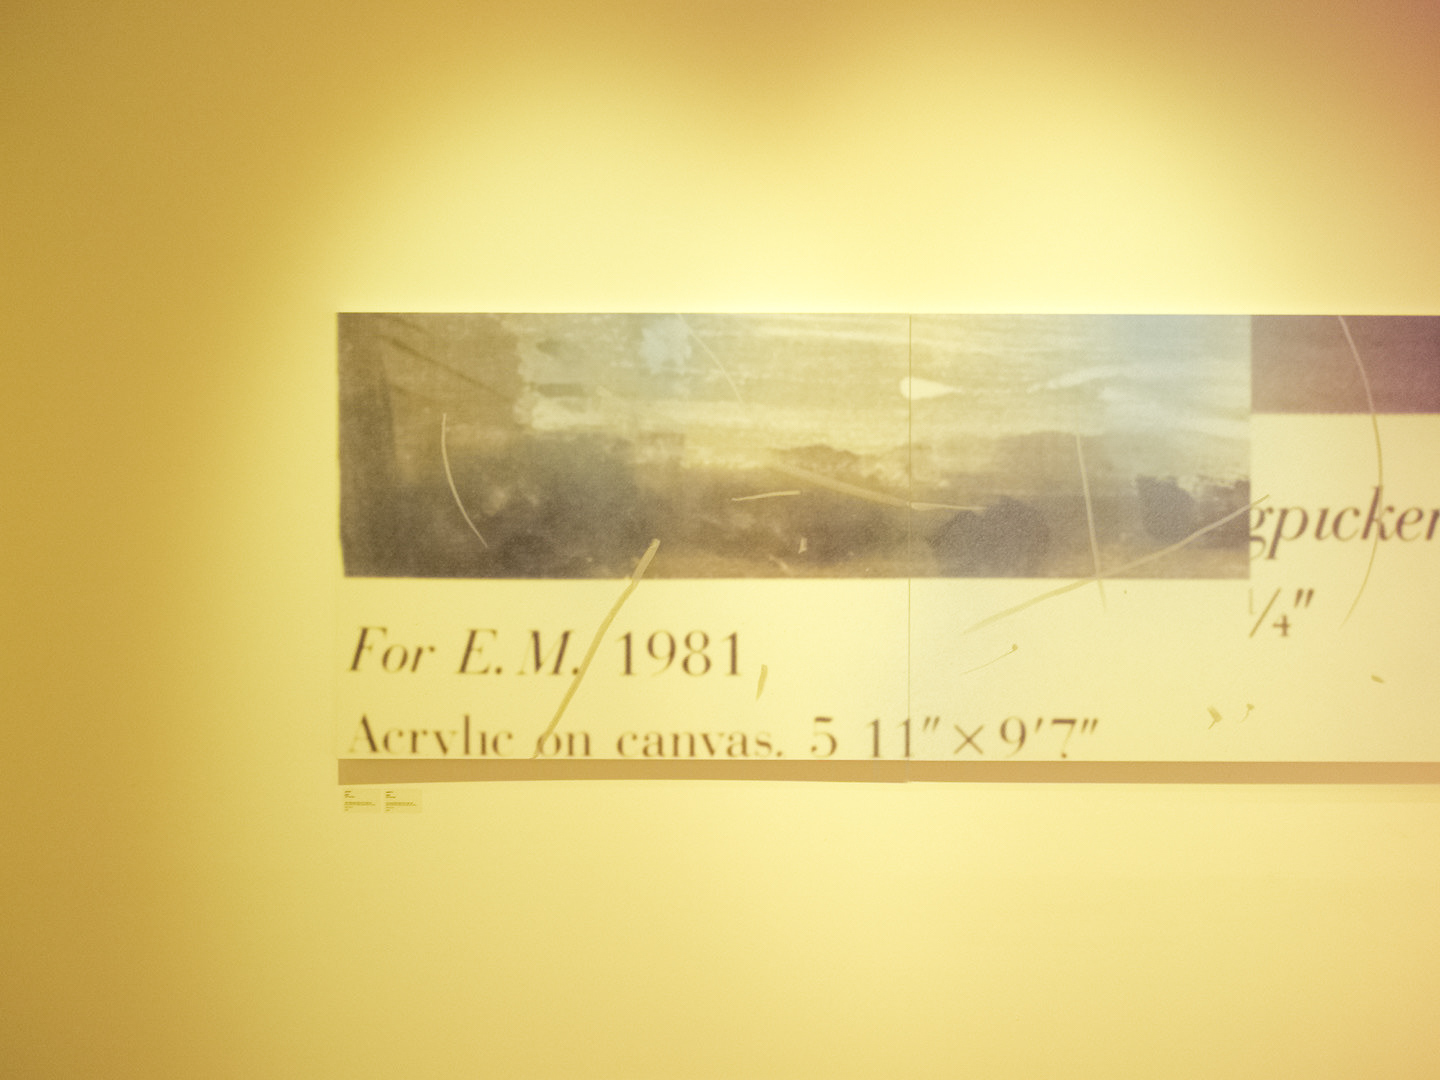 For E. M. 1981
Acrylic on canvas. 5 11" × 9'7"
gpicker
¼"